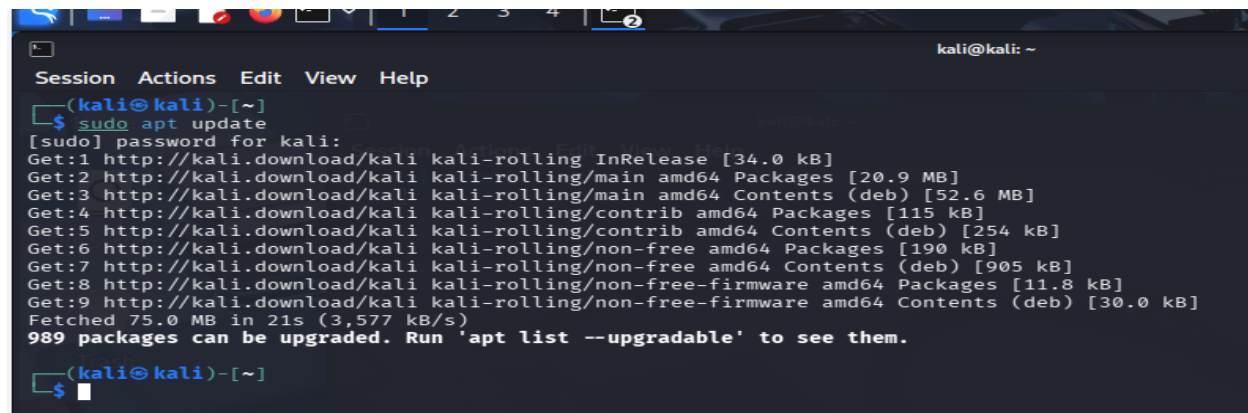 1 2 3 4 2
kali@kali: ~
Session Actions Edit View Help
(kali㉿kali)-[~]
$ sudo apt update
[sudo] password for kali:
Get:1 http://kali.download/kali kali-rolling InRelease [34.0 kB]
Get:2 http://kali.download/kali kali-rolling/main amd64 Packages [20.9 MB]
Get:3 http://kali.download/kali kali-rolling/main amd64 Contents (deb) [52.6 MB]
Get:4 http://kali.download/kali kali-rolling/contrib amd64 Packages [115 kB]
Get:5 http://kali.download/kali kali-rolling/contrib amd64 Contents (deb) [254 kB]
Get:6 http://kali.download/kali kali-rolling/non-free amd64 Packages [190 kB]
Get:7 http://kali.download/kali kali-rolling/non-free amd64 Contents (deb) [905 kB]
Get:8 http://kali.download/kali kali-rolling/non-free-firmware amd64 Packages [11.8 kB]
Get:9 http://kali.download/kali kali-rolling/non-free-firmware amd64 Contents (deb) [30.0 kB]
Fetched 75.0 MB in 21s (3,577 kB/s)
989 packages can be upgraded. Run 'apt list --upgradable' to see them.
Trash
(kali㉿kali)-[~]
$